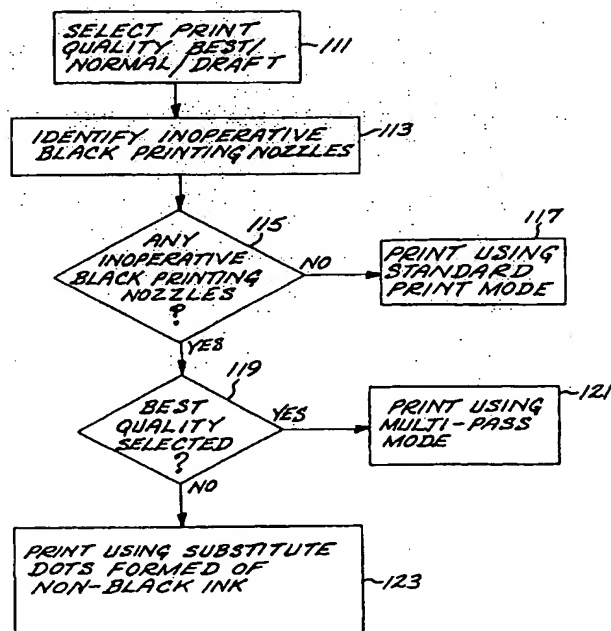 SELECT PRINT
QUALITY BEST/
NORMAL/DRAFT
111
IDENTIFY INOPERATIVE
BLACK PRINTING NOZZLES
113
115
ANY
INOPERATIVE
BLACK PRINTING
NOZZLES
?
NO
117
PRINT USING
STANDARD
PRINT MODE
YES
119
BEST
QUALITY
SELECTED
?
YES
121
PRINT USING
MULTI-PASS
MODE
NO
PRINT USING SUBSTITUTE
DOTS FORMED OF
NON-BLACK INK
123